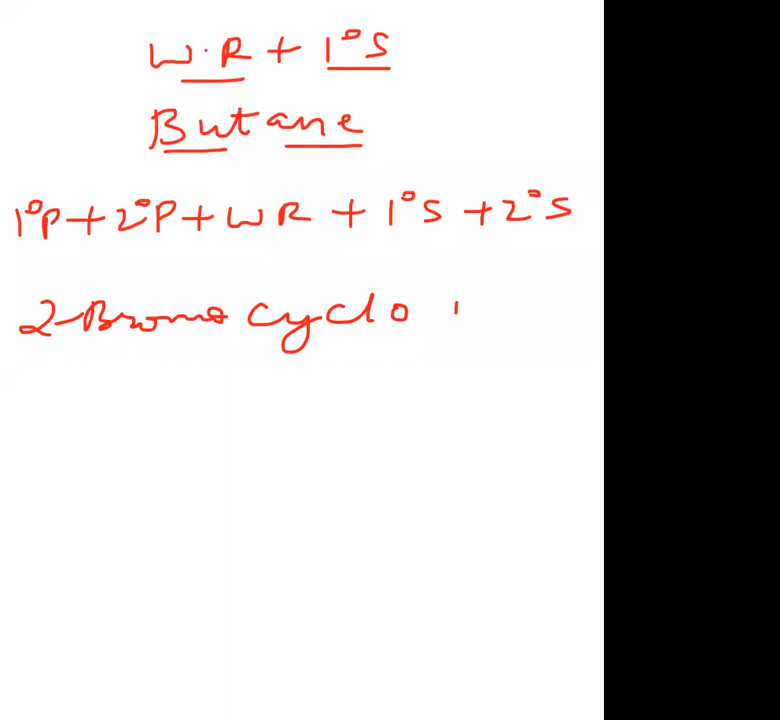 W.R + 1°S
Butane
1°P + 2°P + WR + 1°S + 2°S
2-Bromo cyclo